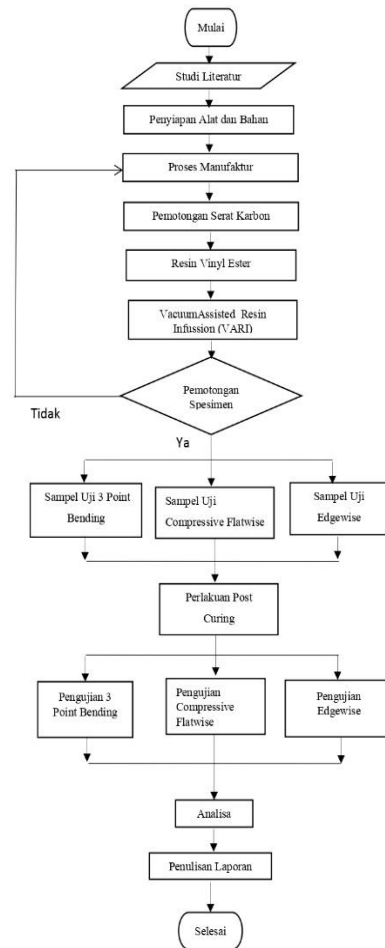 Mulai
Studi Literatur
Penyiapan Alat dan Bahan
Proses Manufaktur
Pemotongan Serat Karbon
Resin Vinyl Ester
VacuumAssisted Resin
Infussion (VARI)
Pemotongan
Spesimen
Tidak
Ya
Sampel Uji 3 Point
Bending
Sampel Uji
Compressive Flatwise
Sampel Uji
Edgewise
Perlakuan Post
Curing
Pengujian 3
Point Bending
Pengujian
Compressive
Flatwise
Pengujian
Edgewise
Analisa
Penulisan Laporan
Selesai